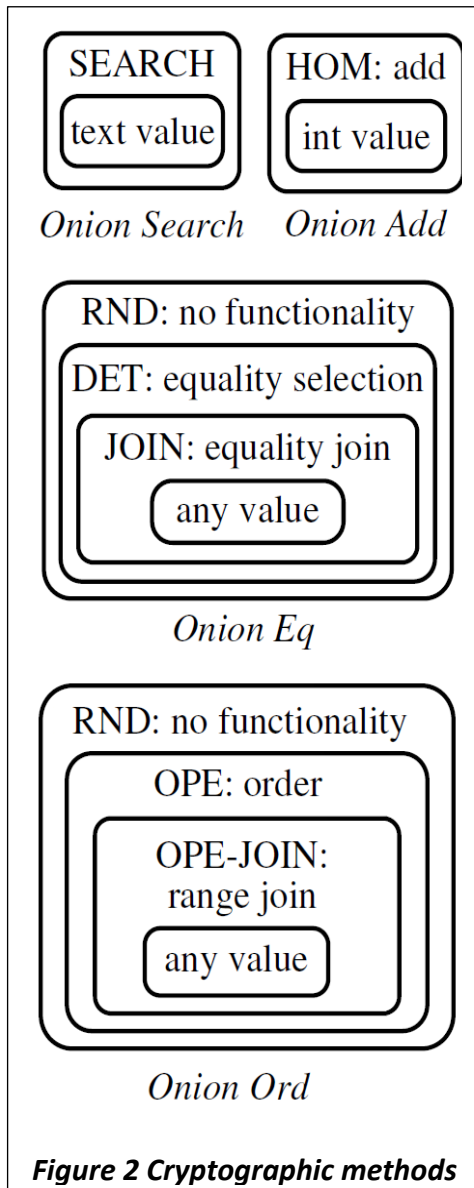 SEARCH
text value
Onion Search
HOM: add
int value
Onion Add
RND: no functionality
DET: equality selection
JOIN: equality join
any value
Onion Eq
RND: no functionality
OPE: order
OPE-JOIN:
range join
any value
Onion Ord
Figure 2 Cryptographic methods